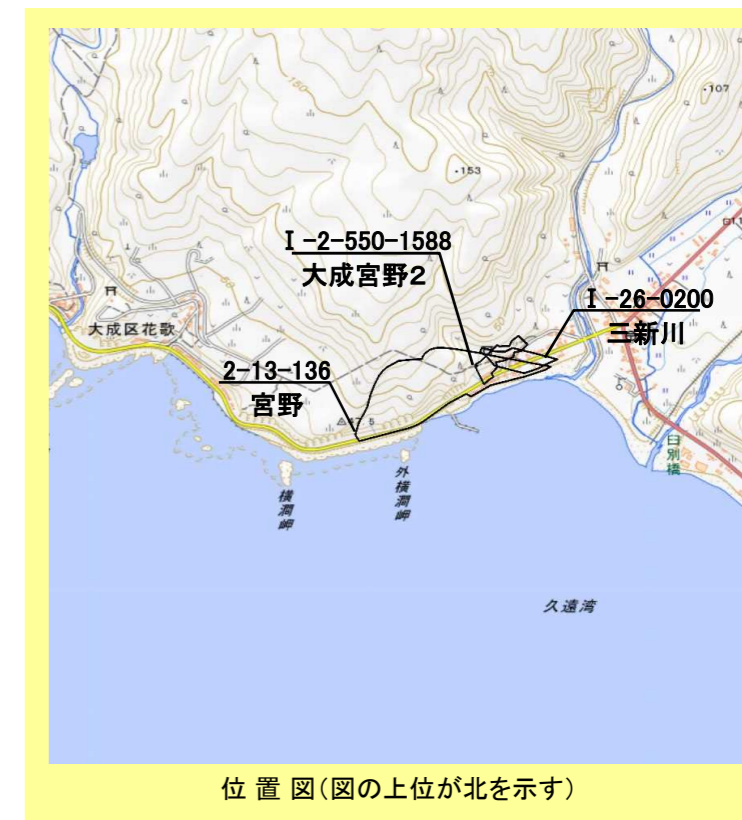 150
・107
・153
Ⅰ-2-550-1588
大成宮野2
50
Ⅰ-26-0200
三新川
大成区花歌
2-13-136
宮野
臼別橋
横澗岬
外横澗岬
久遠湾
位 置 図(図の上位が北を示す)